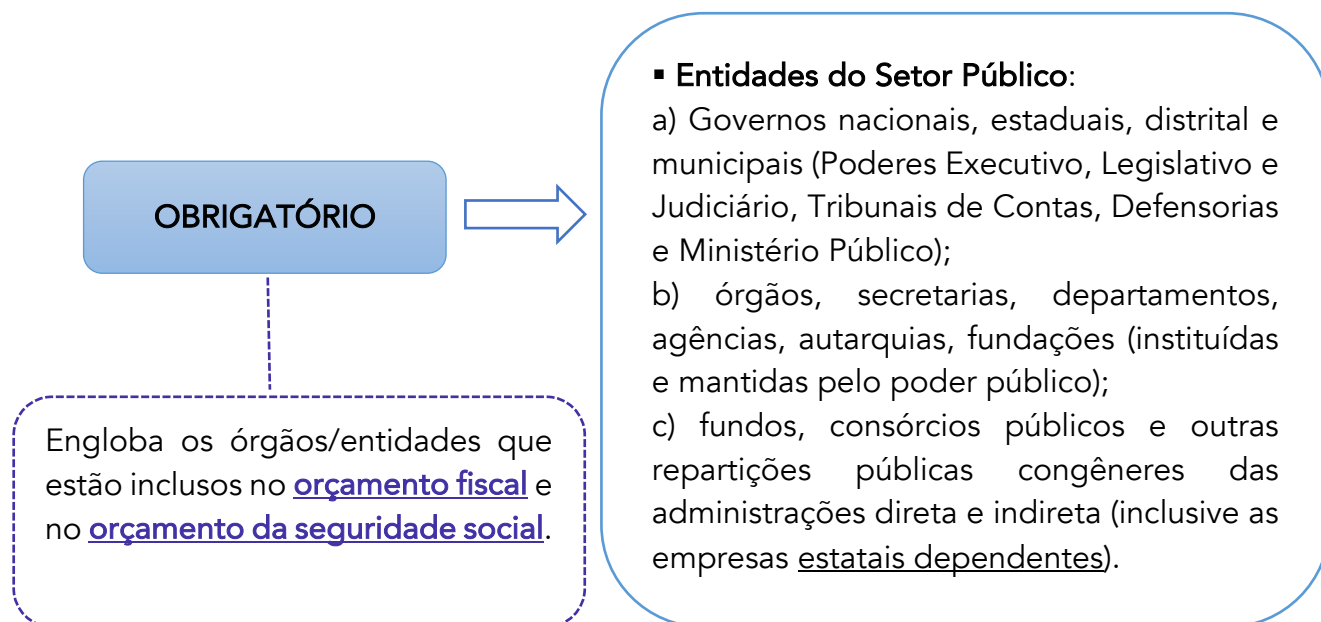 OBRIGATÓRIO
Engloba os órgãos/entidades que
estão inclusos no orçamento fiscal e
no orçamento da seguridade social.
▪ Entidades do Setor Público:
a) Governos nacionais, estaduais, distrital e
municipais (Poderes Executivo, Legislativo e
Judiciário, Tribunais de Contas, Defensorias
e Ministério Público);
b) órgãos, secretarias, departamentos,
agências, autarquias, fundações (instituídas
e mantidas pelo poder público);
c) fundos, consórcios públicos e outras
repartições públicas congêneres das
administrações direta e indireta (inclusive as
empresas estatais dependentes).